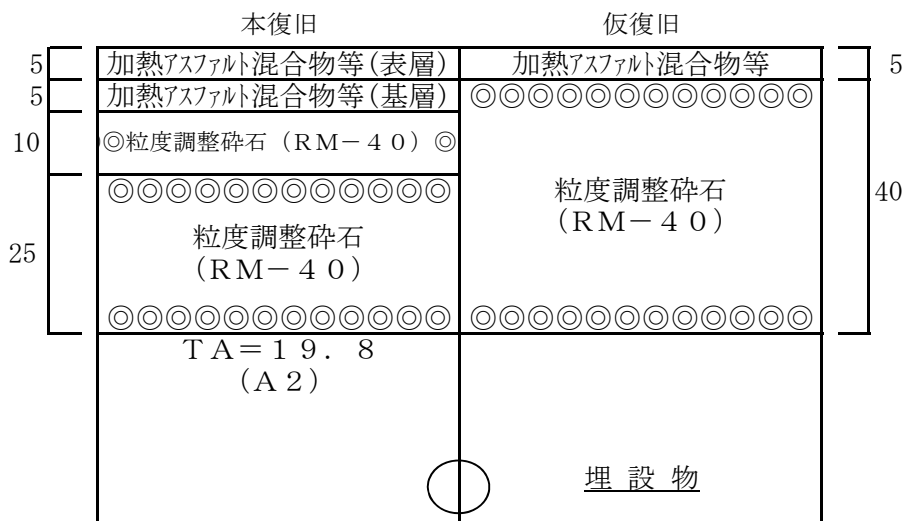 本復旧 仮復旧
5 加熱アスファルト混合物等(表層) 加熱アスファルト混合物等 5
5 加熱アスファルト混合物等(基層) ◎◎◎◎◎◎◎◎◎◎◎◎
10 ◎粒度調整砕石(RM-40)◎
◎◎◎◎◎◎◎◎◎◎◎◎ 粒度調整砕石 40
粒度調整砕石 (RM-40)
25 (RM-40)
◎◎◎◎◎◎◎◎◎◎◎◎ ◎◎◎◎◎◎◎◎◎◎◎◎
TA=19.8
(A2)
埋設物